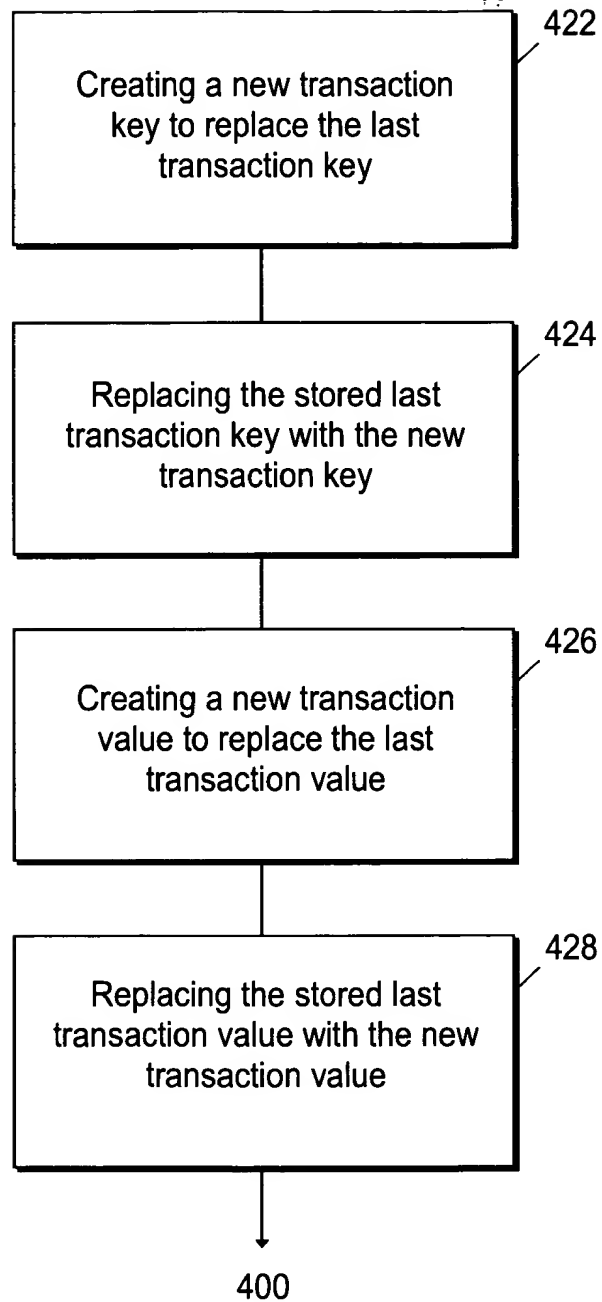 422
Creating a new transaction
key to replace the last
transaction key
424
Replacing the stored last
transaction key with the new
transaction key
426
Creating a new transaction
value to replace the last
transaction value
428
Replacing the stored last
transaction value with the new
transaction value
400